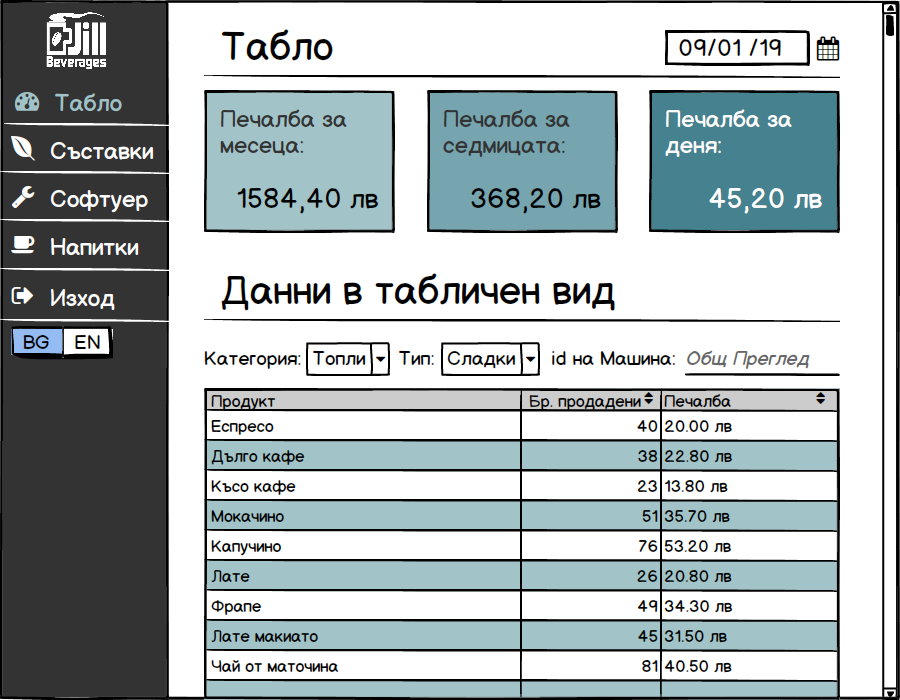 Jill
Beverages
Табло
Съставки
Софтуер
Напитки
Изход
BG EN
Табло
09/01 /19
Печалба за
месеца:
1584,40 лв
Печалба за
седмицата:
368,20 лв
Печалба за
деня:
45,20 лв
Данни в табличен вид
Категория: Топли Тип: Сладки id на Машина: Общ Преглед
Продукт Бр. продадени Печалба
Еспресо 40 20.00 лв
Дълго кафе 38 22.80 лв
Късо кафе 23 13.80 лв
Мокачино 51 35.70 лв
Капучино 76 53.20 лв
Лате 26 20.80 лв
Фрапе 49 34.30 лв
Лате макиато 45 31.50 лв
Чай от маточина 81 40.50 лв